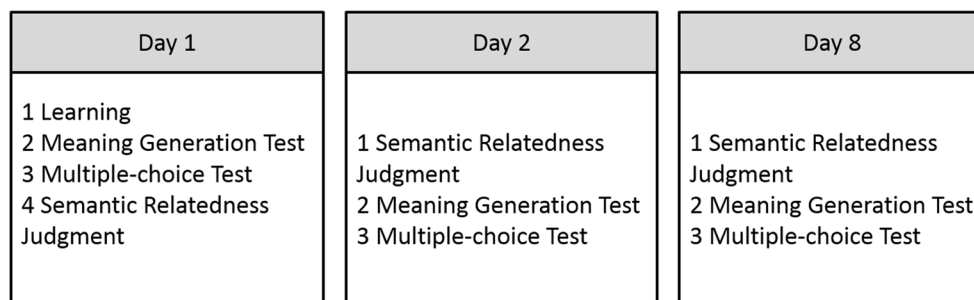 Day 1
1 Learning
2 Meaning Generation Test
3 Multiple-choice Test
4 Semantic Relatedness
Judgment
Day 2
1 Semantic Relatedness
Judgment
2 Meaning Generation Test
3 Multiple-choice Test
Day 8
1 Semantic Relatedness
Judgment
2 Meaning Generation Test
3 Multiple-choice Test